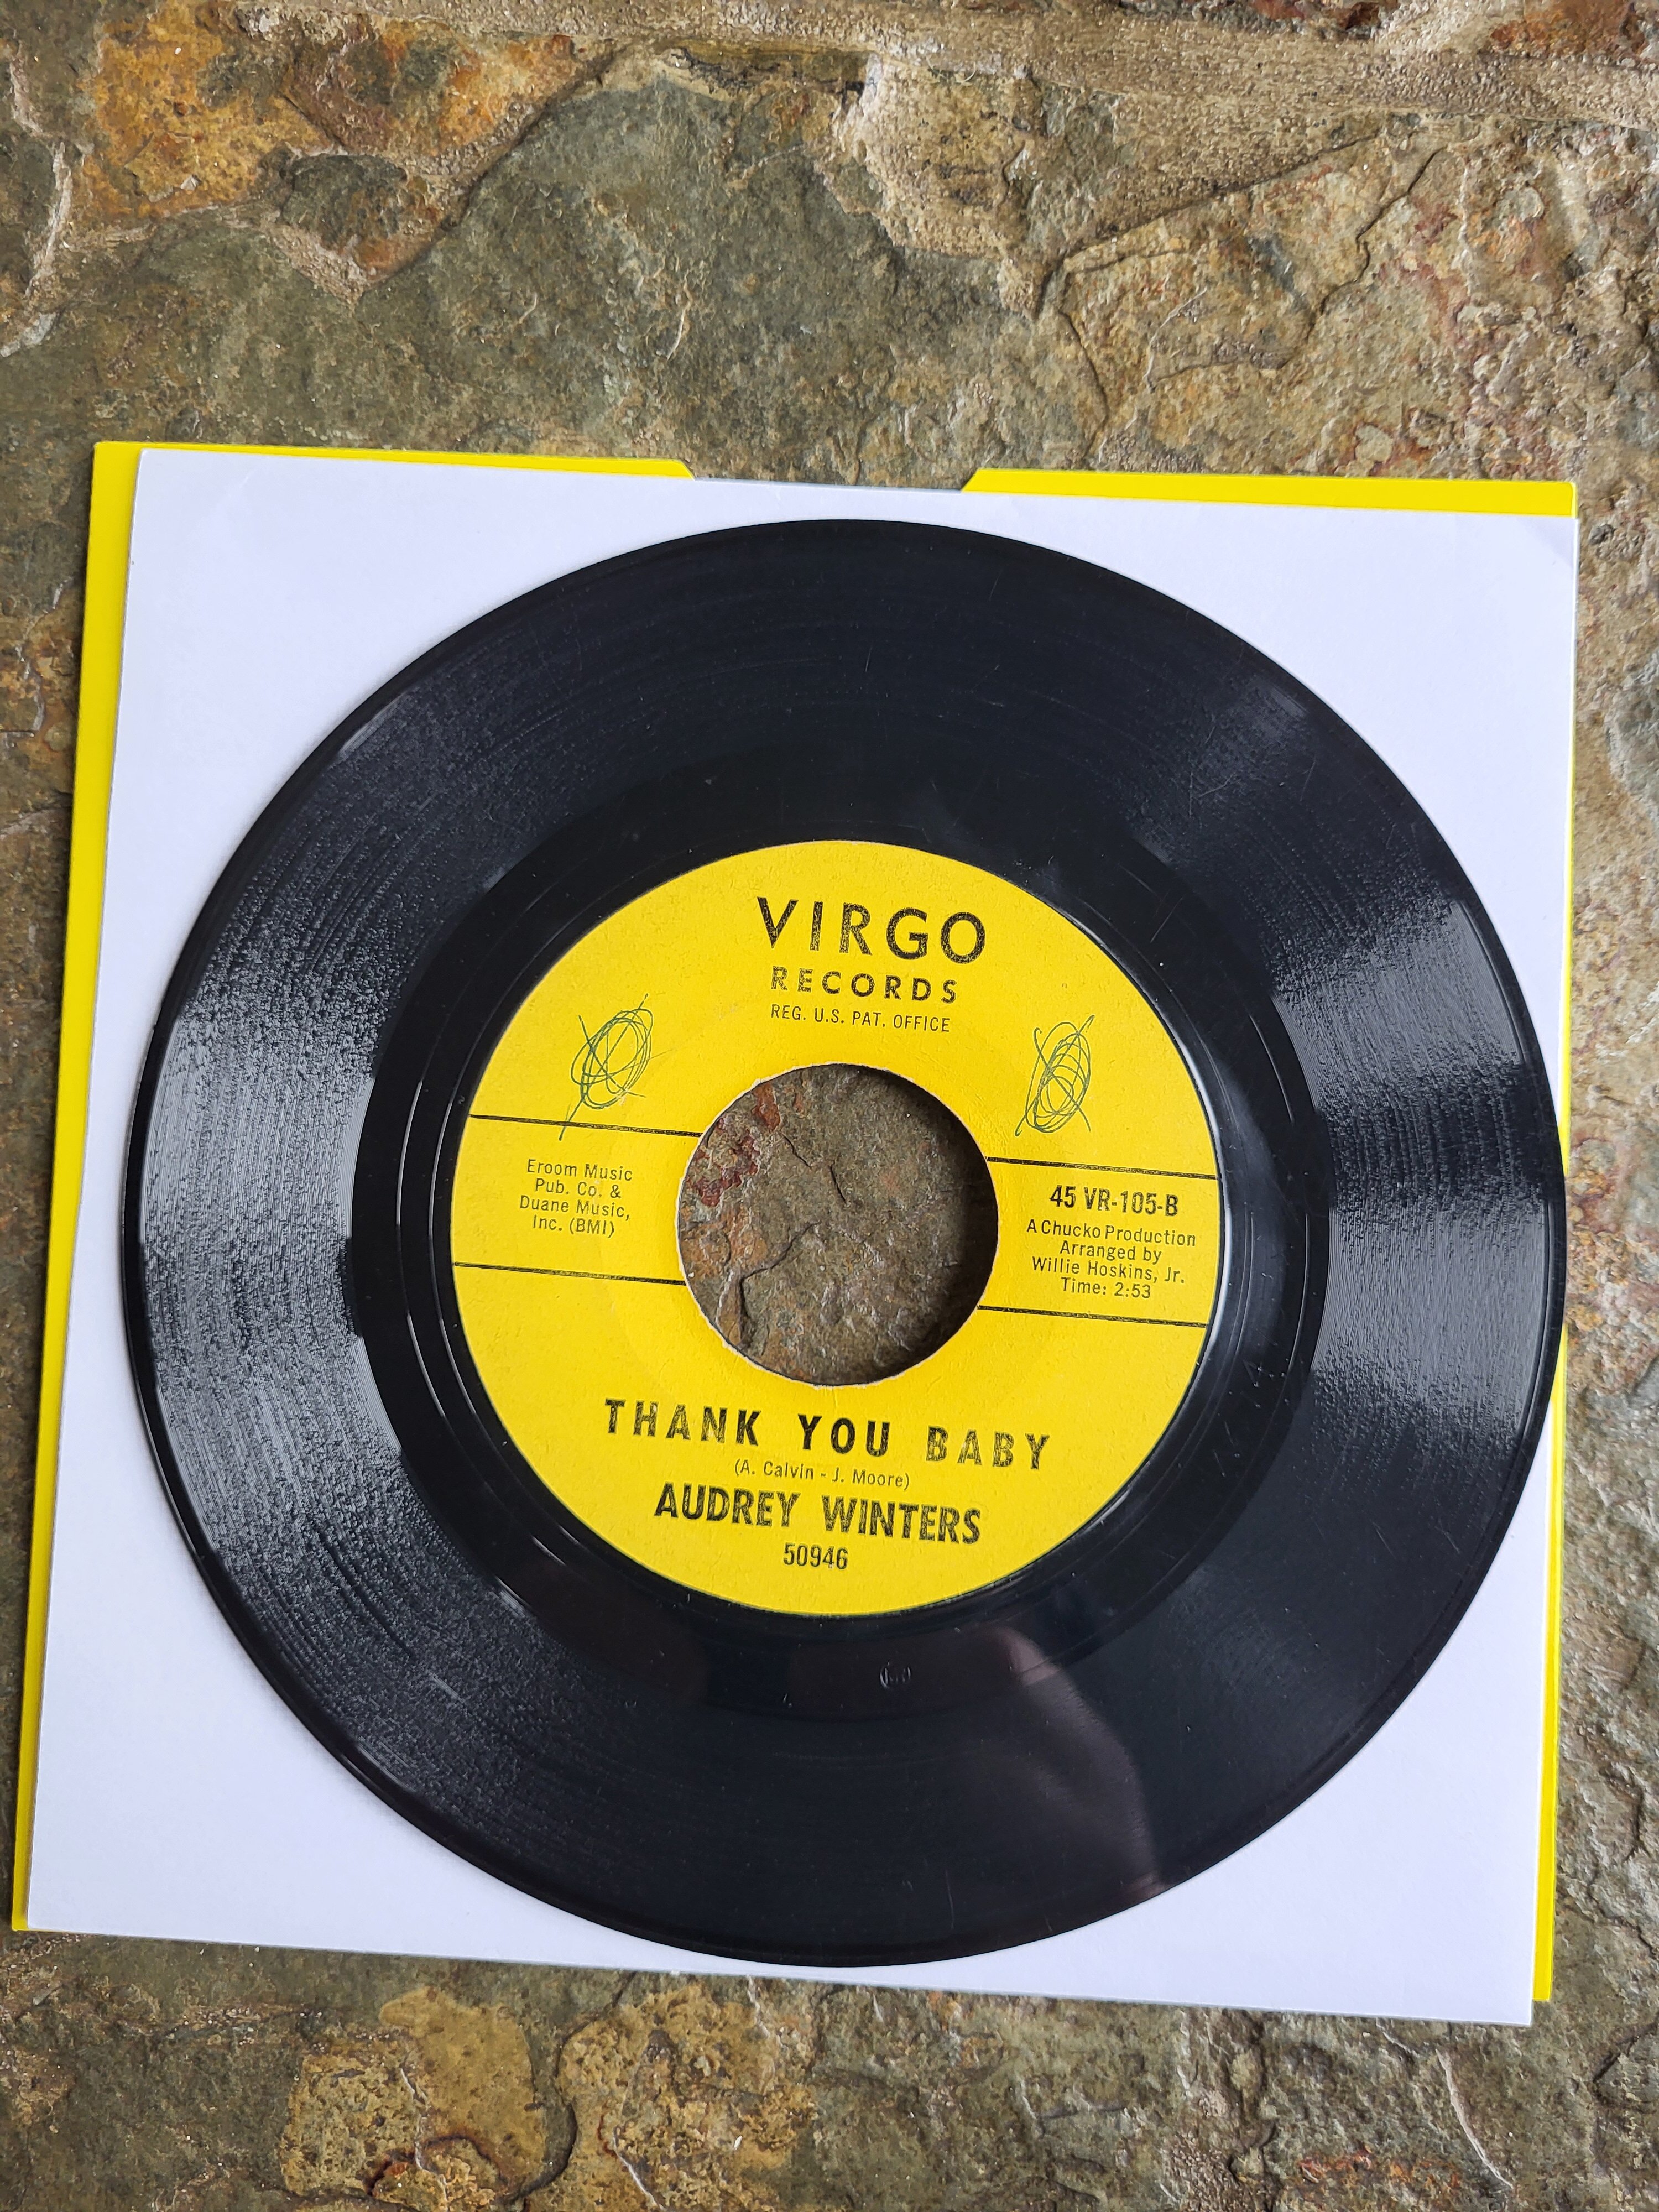 VIRGO
RECORDS
REG. U.S. PAT. OFFICE
Eroom Music
Pub. Co. &
Duane Music,
Inc. (BMI)
45 VR-105-B
A Chucko Production
Arranged by
Willie Hoskins, Jr.
Time: 2:53
THANK YOU BABY
(A. Calvin - J. Moore)
AUDREY WINTERS
50946